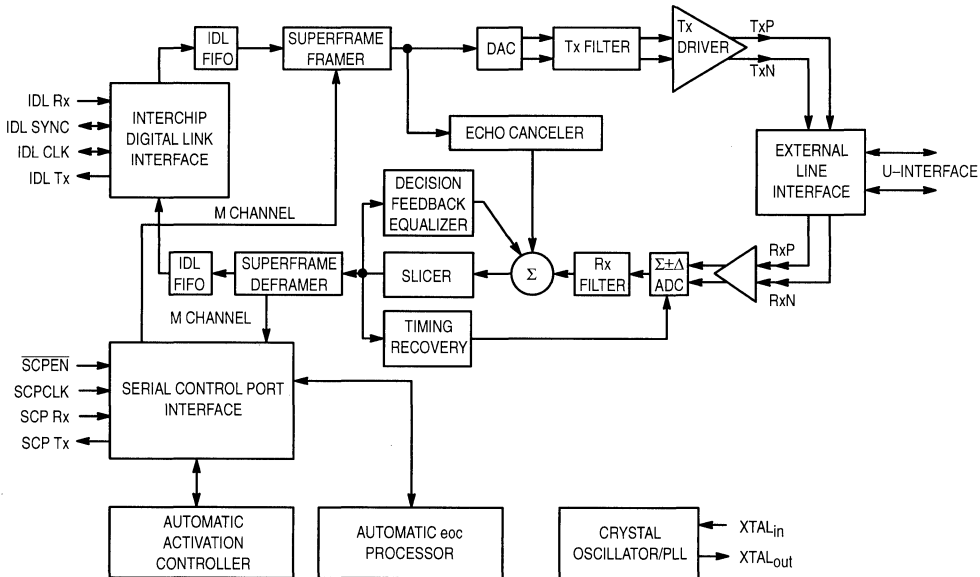 IDL
FIFO
SUPERFRAME
FRAMER
DAC
Tx FILTER
Tx
DRIVER
TxP
TxN
IDL Rx
IDL SYNC
IDL CLK
IDL Tx
INTERCHIP
DIGITAL LINK
INTERFACE
ECHO CANCELER
EXTERNAL
LINE
INTERFACE
U–INTERFACE
M CHANNEL
DECISION
FEEDBACK
EQUALIZER
IDL
FIFO
SUPERFRAME
DEFRAMER
SLICER
Σ
Rx
FILTER
Σ±Δ
ADC
RxP
RxN
M CHANNEL
TIMING
RECOVERY
SCPEN
SCPCLK
SCP Rx
SCP Tx
SERIAL CONTROL PORT
INTERFACE
AUTOMATIC
ACTIVATION
CONTROLLER
AUTOMATIC eoc
PROCESSOR
CRYSTAL
OSCILLATOR/PLL
XTALin
XTALout